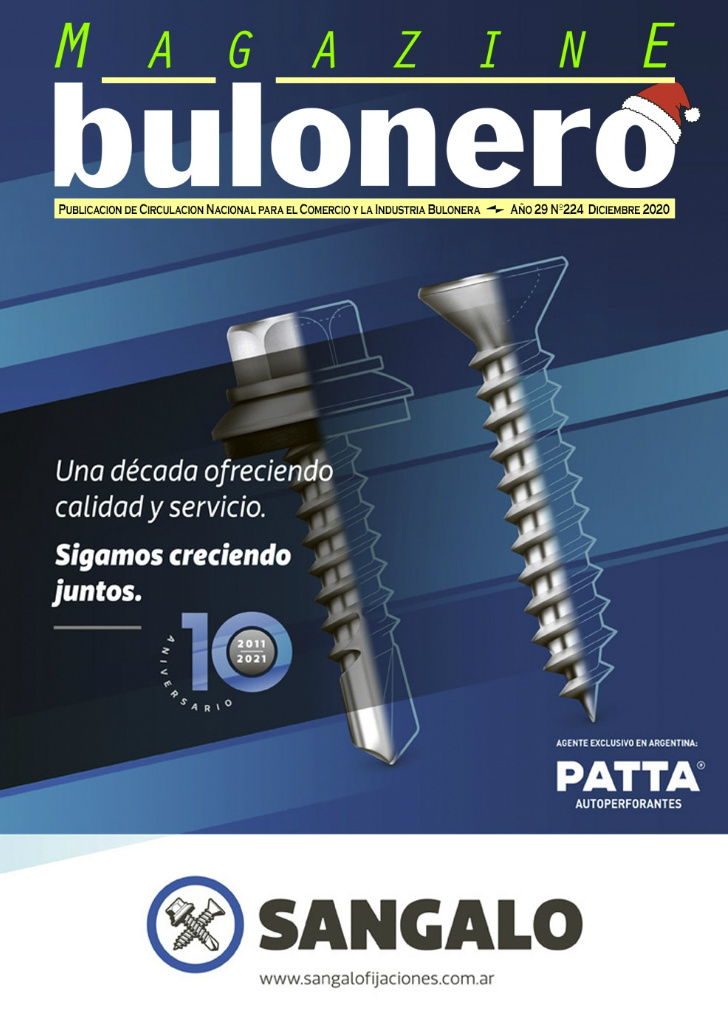 MAGAZINE
bulonero
PUBLICACION DE CIRCULACION NACIONAL PARA EL COMERCIO Y LA INDUSTRIA BULONERA AÑO 29 Nº224 DICIEMBRE 2020
Una década ofreciendo
calidad y servicio.
Sigamos creciendo
juntos.
10
2011
2021
ANIVERSARIO
AGENTE EXCLUSIVO EN ARGENTINA:
PATTA®
AUTOPERFORANTES
SANGALO
www.sangalofijaciones.com.ar